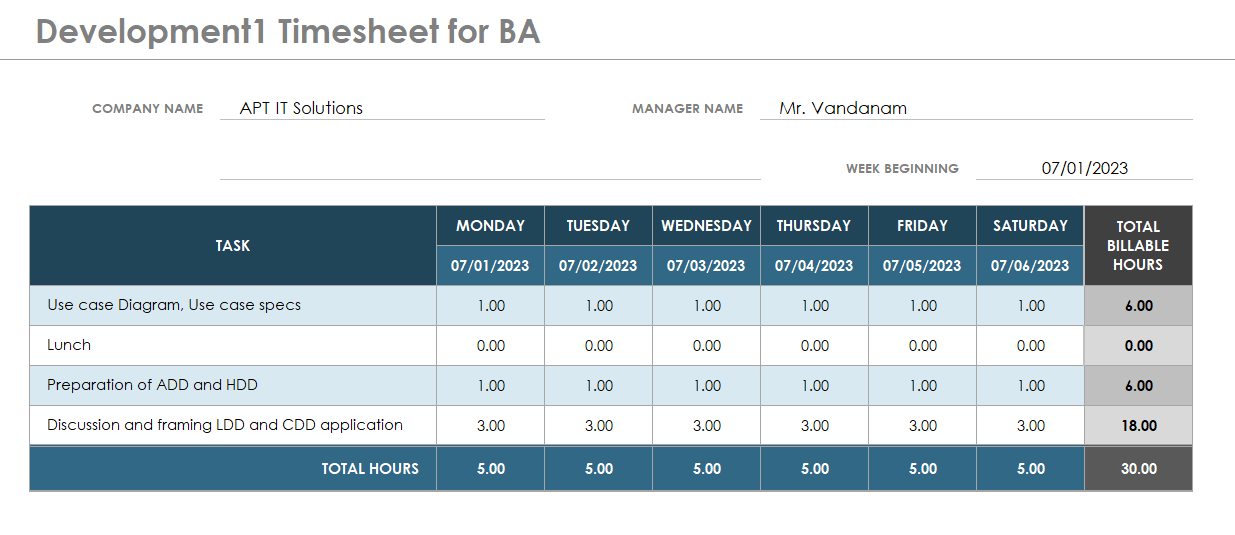 Development1 Timesheet for BA
COMPANY NAME APT IT Solutions MANAGER NAME Mr. Vandanam
WEEK BEGINNING 07/01/2023
TASK MONDAY TUESDAY WEDNESDAY THURSDAY FRIDAY SATURDAY TOTAL BILLABLE HOURS
07/01/2023 07/02/2023 07/03/2023 07/04/2023 07/05/2023 07/06/2023
Use case Diagram, Use case specs 1.00 1.00 1.00 1.00 1.00 1.00 6.00
Lunch 0.00 0.00 0.00 0.00 0.00 0.00 0.00
Preparation of ADD and HDD 1.00 1.00 1.00 1.00 1.00 1.00 6.00
Discussion and framing LDD and CDD application 3.00 3.00 3.00 3.00 3.00 3.00 18.00
TOTAL HOURS 5.00 5.00 5.00 5.00 5.00 5.00 30.00